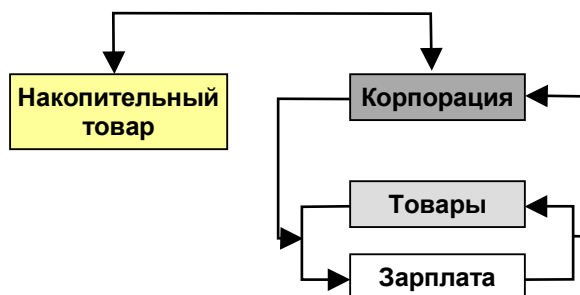 Накопительный
товар
Корпорация
Товары
Зарплата